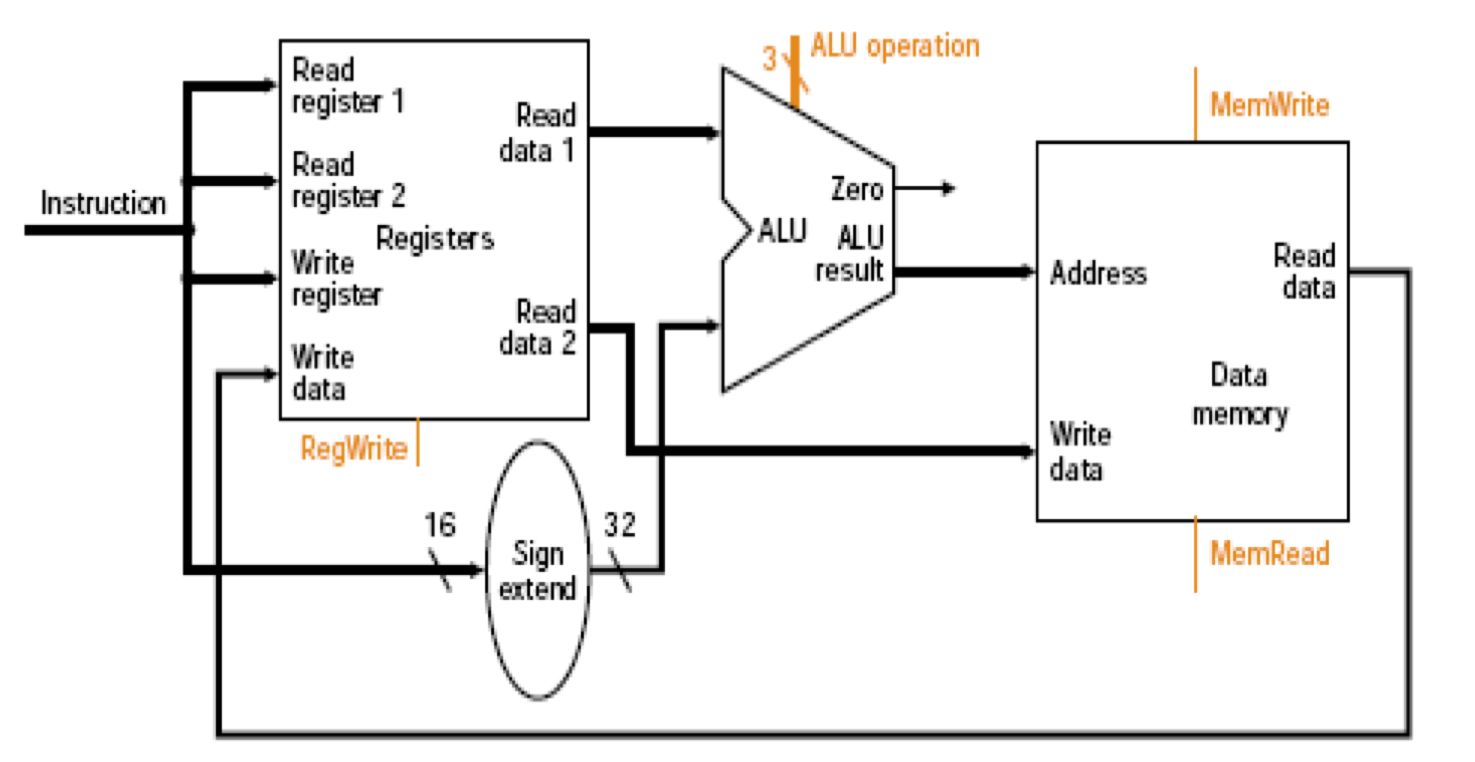 Instruction
Read
register 1
Read
register 2
Registers
Write
register
Write
data
Read
data 1
Read
data 2
RegWrite
16
Sign
extend
32
3
ALU operation
Zero
ALU
ALU
result
MemWrite
Address
Read
data
Data
memory
Write
data
MemRead